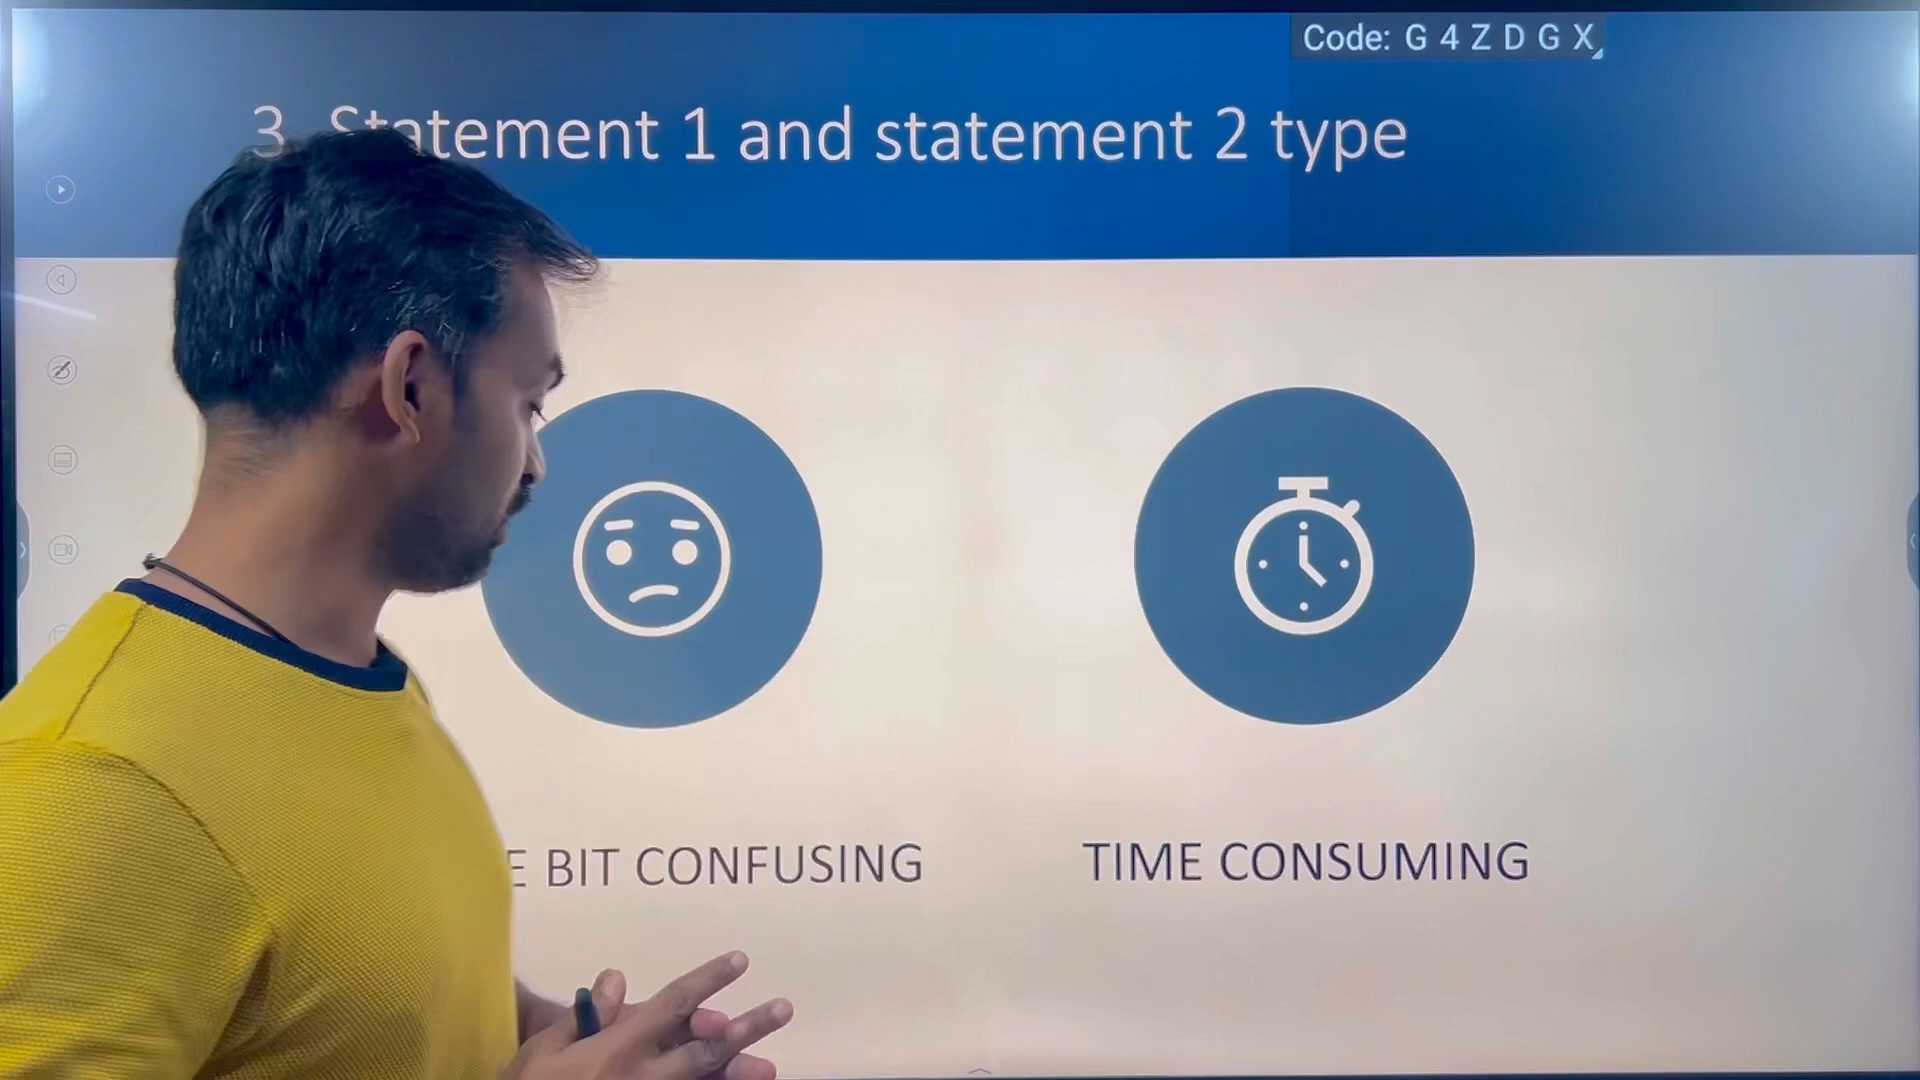 Code: G 4 Z D G X
3. Statement 1 and statement 2 type
BIT CONFUSING
TIME CONSUMING